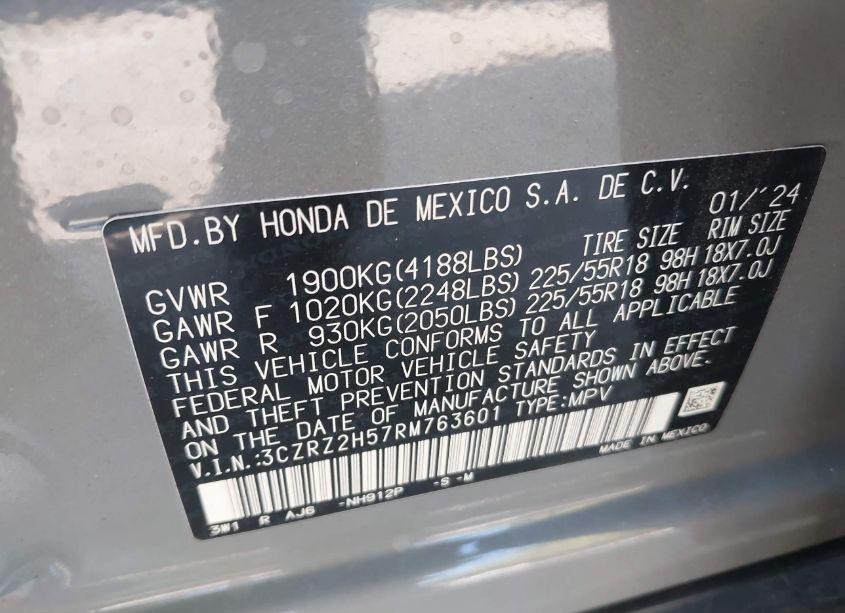 MFD.BY HONDA DE MEXICO S.A. DE C.V. 01/'24
TIRE SIZE RIM SIZE
GVWR 1900KG(4188LBS)
GAWR F 1020KG(2248LBS) 225/55R18 98H 18X7.0J
GAWR R 930KG(2050LBS) 225/55R18 98H 18X7.0J
THIS VEHICLE CONFORMS TO ALL APPLICABLE
FEDERAL MOTOR VEHICLE SAFETY
AND THEFT PREVENTION STANDARDS IN EFFECT
ON THE DATE OF MANUFACTURE SHOWN ABOVE.
V.I.N.:3CZRZ2H57RM763601 TYPE:MPV
MADE IN MEXICO
3W1 R AJ6 -NH912P -S -M